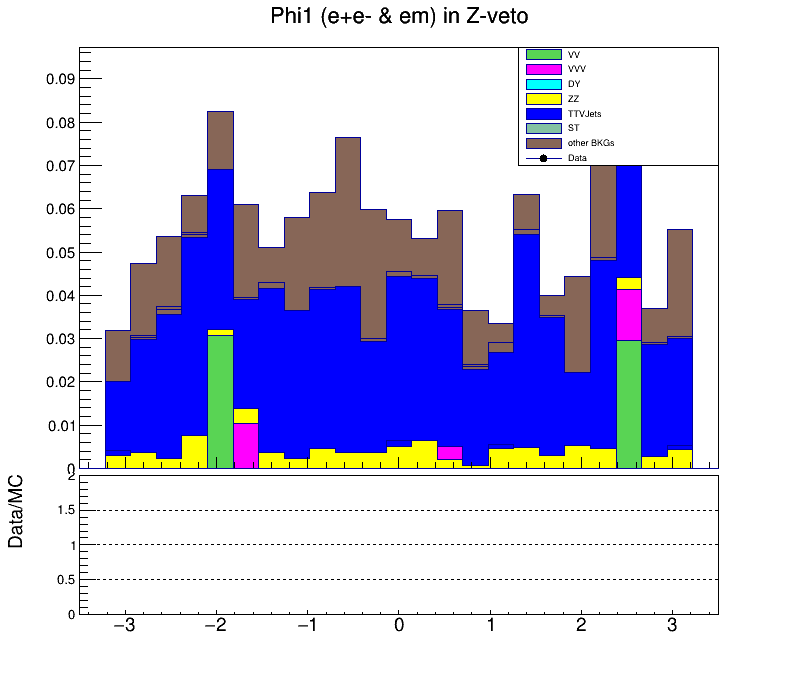 Phi1 (e+e- & em) in Z-veto
VV
VVV
DY
ZZ
TTVJets
ST
other BKGs
Data
0.09
0.08
0.07
0.06
0.05
0.04
0.03
0.02
0.01
0
Data/MC
2
1.5
1
0.5
0
−3 −2 −1 0 1 2 3